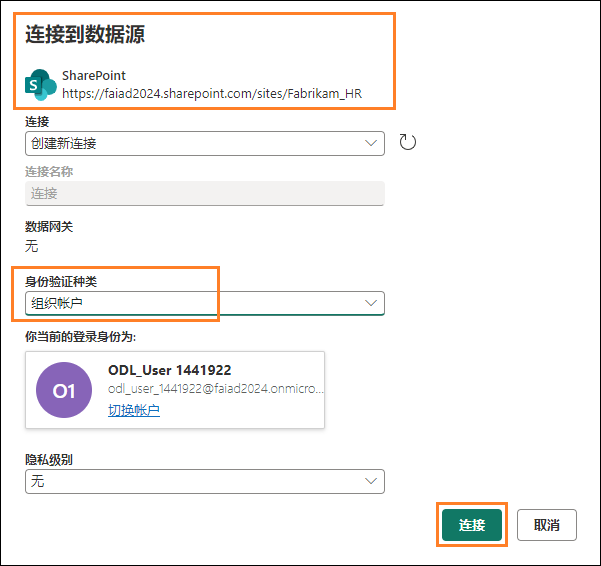 连接到数据源
SharePoint
https://faiad2024.sharepoint.com/sites/Fabrikam_HR
连接
创建新连接
连接名称
连接
数据网关
无
身份验证种类
组织帐户
你当前的登录身份为:
O1
ODL_User 1441922
odl_user_1441922@faiad2024.onmicro...
切换帐户
隐私级别
无
连接
取消